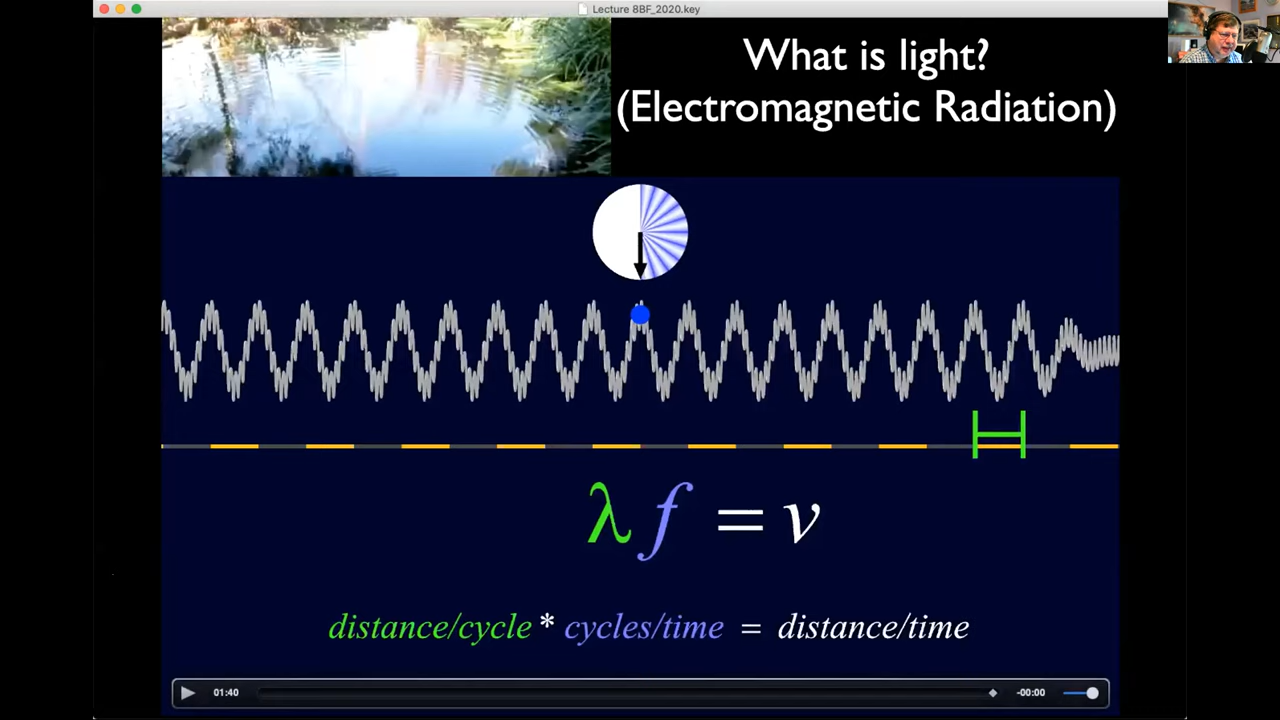 Lecture 8BF_2020.key
What is light?
(Electromagnetic Radiation)
λ f = v
distance/cycle * cycles/time = distance/time
01:40
-00:00